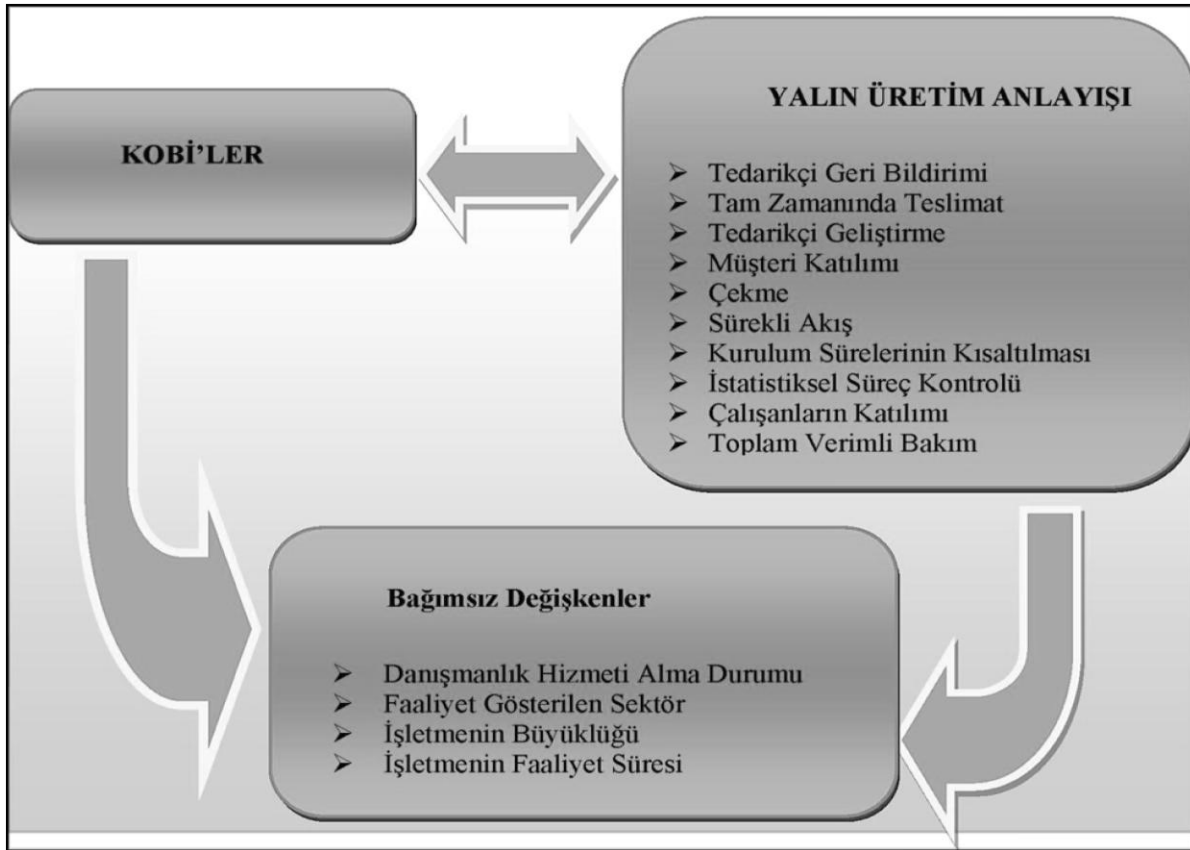 KOBİ’LER
YALIN ÜRETİM ANLAYIŞI
➢ Tedarikçi Geri Bildirimi
➢ Tam Zamanında Teslimat
➢ Tedarikçi Geliştirme
➢ Müşteri Katılımı
➢ Çekme
➢ Sürekli Akış
➢ Kurulum Sürelerinin Kısaltılması
➢ İstatistiksel Süreç Kontrolü
➢ Çalışanların Katılımı
➢ Toplam Verimli Bakım
Bağımsız Değişkenler
➢ Danışmanlık Hizmeti Alma Durumu
➢ Faaliyet Gösterilen Sektör
➢ İşletmenin Büyüklüğü
➢ İşletmenin Faaliyet Süresi